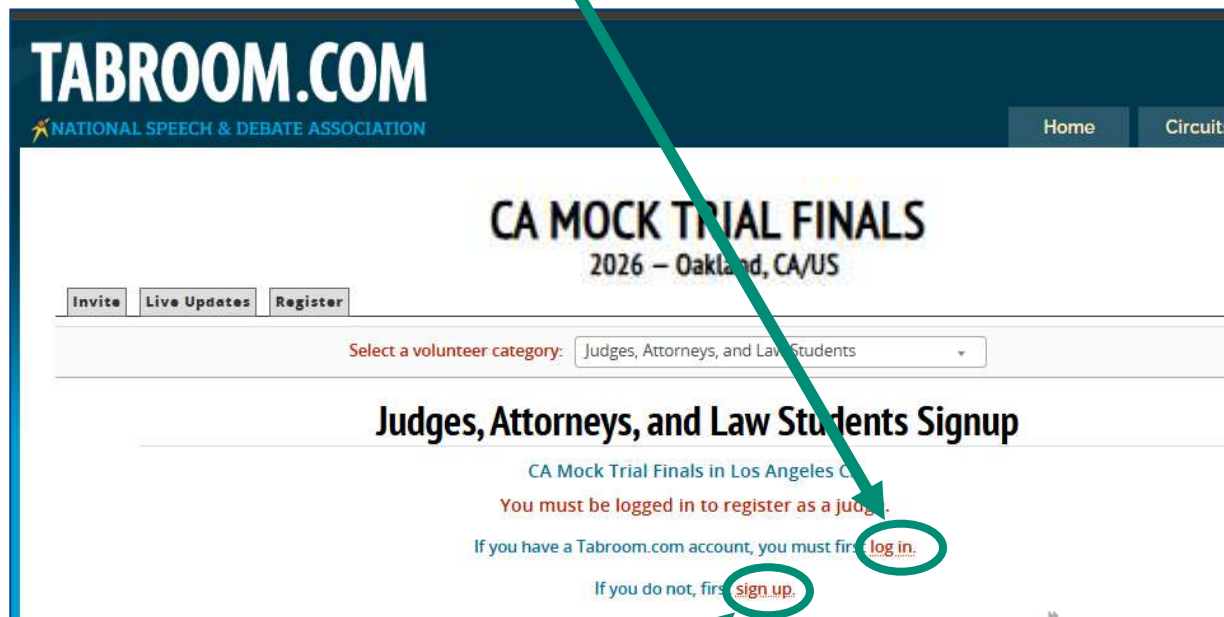 TABROOM.COM
NATIONAL SPEECH & DEBATE ASSOCIATION
Home
Circuit
CA MOCK TRIAL FINALS
2026 – Oakland, CA/US
Invite
Live Updates
Register
Select a volunteer category:
Judges, Attorneys, and Law Students
Judges, Attorneys, and Law Students Signup
CA Mock Trial Finals in Los Angeles
You must be logged in to register as a judge.
If you have a Tabroom.com account, you must first log in.
If you do not, first sign up.